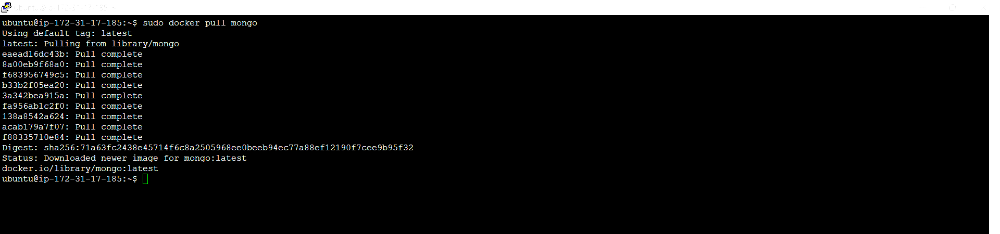 ubuntu@ip-172-31-17-185: ~
ubuntu@ip-172-31-17-185:~$ sudo docker pull mongo
Using default tag: latest
latest: Pulling from library/mongo
eaead16dc43b: Pull complete
8a00eb9f68a0: Pull complete
f683956749c5: Pull complete
b33b2f05ea20: Pull complete
3a342bea915a: Pull complete
fa956ab1c2f0: Pull complete
138a8542a624: Pull complete
acab179a7f07: Pull complete
f88335710e84: Pull complete
Digest: sha256:71a63fc2438e45714f6c8a2505968ee0beeb94ec77a88ef12190f7cee9b95f32
Status: Downloaded newer image for mongo:latest
docker.io/library/mongo:latest
ubuntu@ip-172-31-17-185:~$